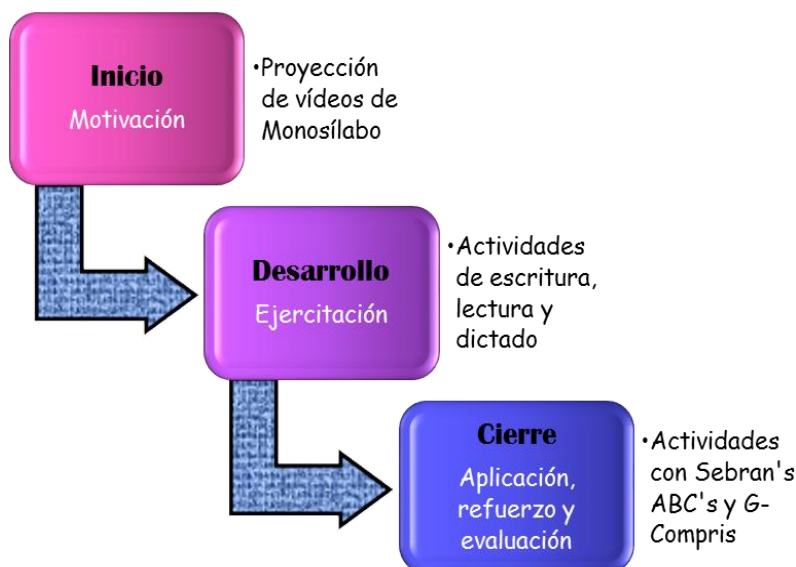 Inicio
Motivación
•Proyección
de vídeos de
Monosílabo
Desarrollo
Ejercitación
•Actividades
de escritura,
lectura y
dictado
Cierre
Aplicación,
refuerzo y
evaluación
•Actividades
con Sebran's
ABC's y G-
Compris